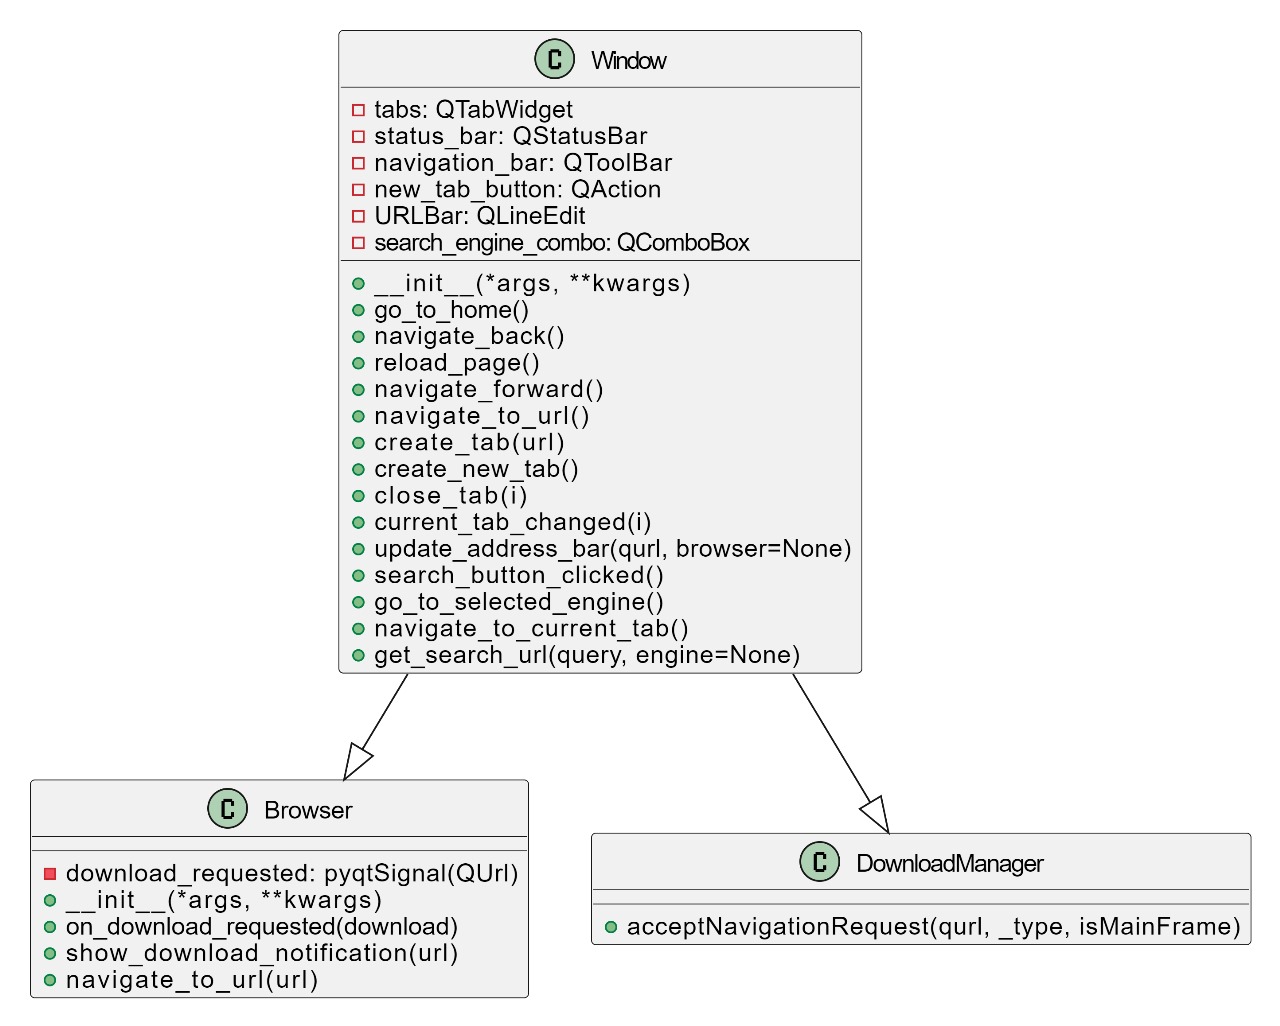 C Window
tabs: QTabWidget
status_bar: QStatusBar
navigation_bar: QToolBar
new_tab_button: QAction
URLBar: QLineEdit
search_engine_combo: QComboBox
__init__(*args, **kwargs)
go_to_home()
navigate_back()
reload_page()
navigate_forward()
navigate_to_url()
create_tab(url)
create_new_tab()
close_tab(i)
current_tab_changed(i)
update_address_bar(qurl, browser=None)
search_button_clicked()
go_to_selected_engine()
navigate_to_current_tab()
get_search_url(query, engine=None)
C Browser
download_requested: pyqtSignal(QUrl)
__init__(*args, **kwargs)
on_download_requested(download)
show_download_notification(url)
navigate_to_url(url)
C DownloadManager
acceptNavigationRequest(qurl, _type, isMainFrame)